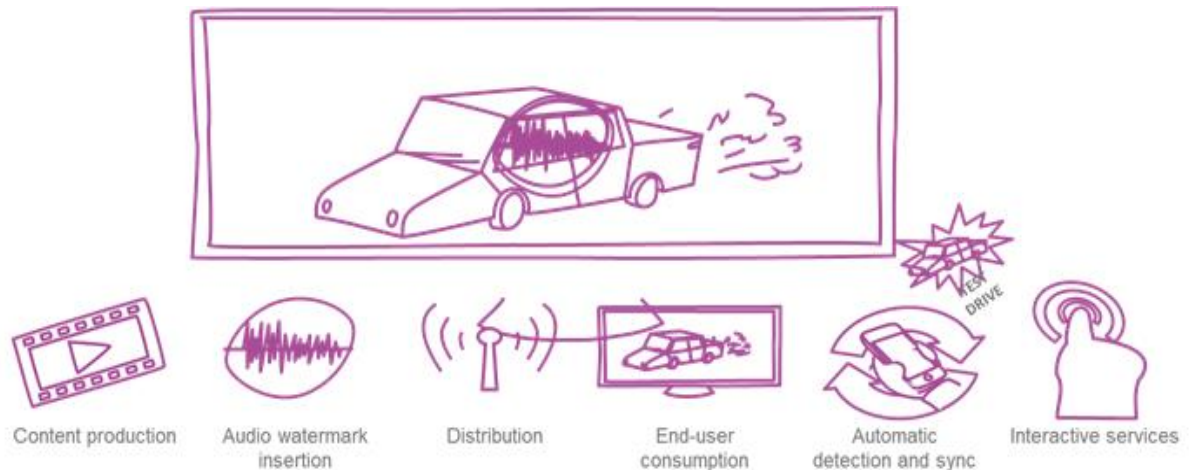 TEST
DRIVE
Content production
Audio watermark
insertion
Distribution
End-user
consumption
Automatic
detection and sync
Interactive services